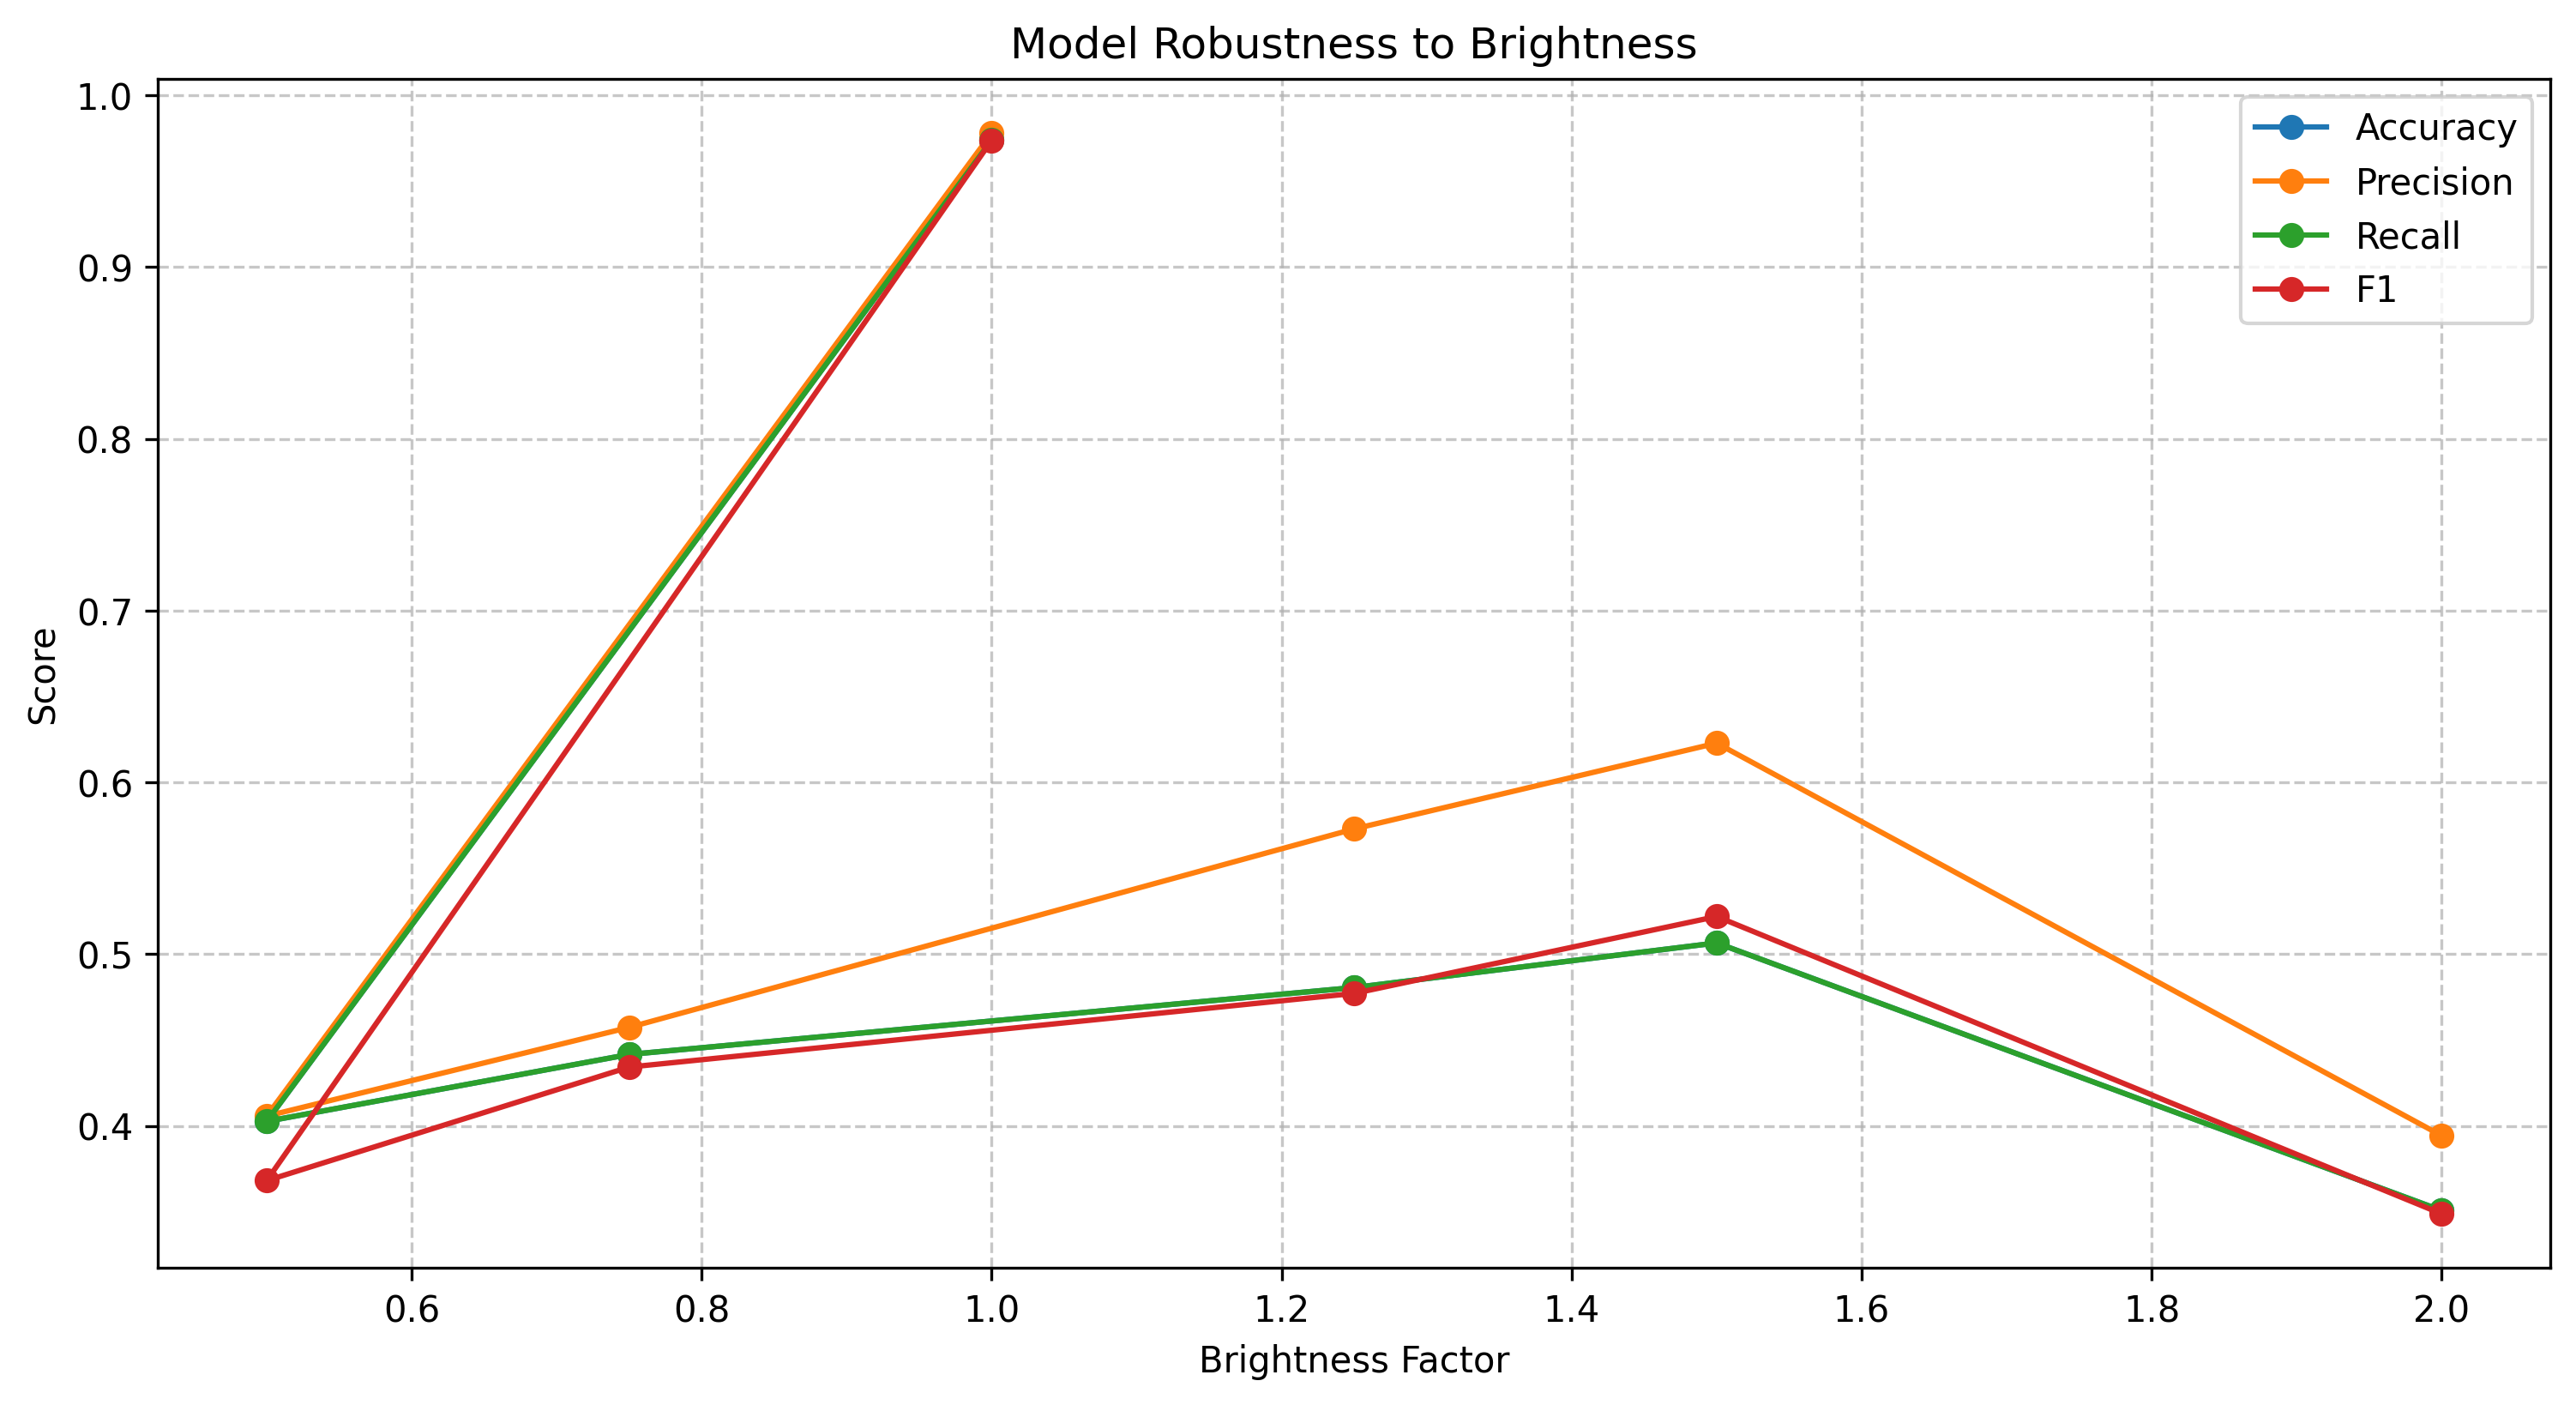 Model Robustness to Brightness
1.0
0.9
0.8
0.7
0.6
0.5
0.4
Score
Accuracy
Precision
Recall
F1
0.6 0.8 1.0 1.2 1.4 1.6 1.8 2.0
Brightness Factor